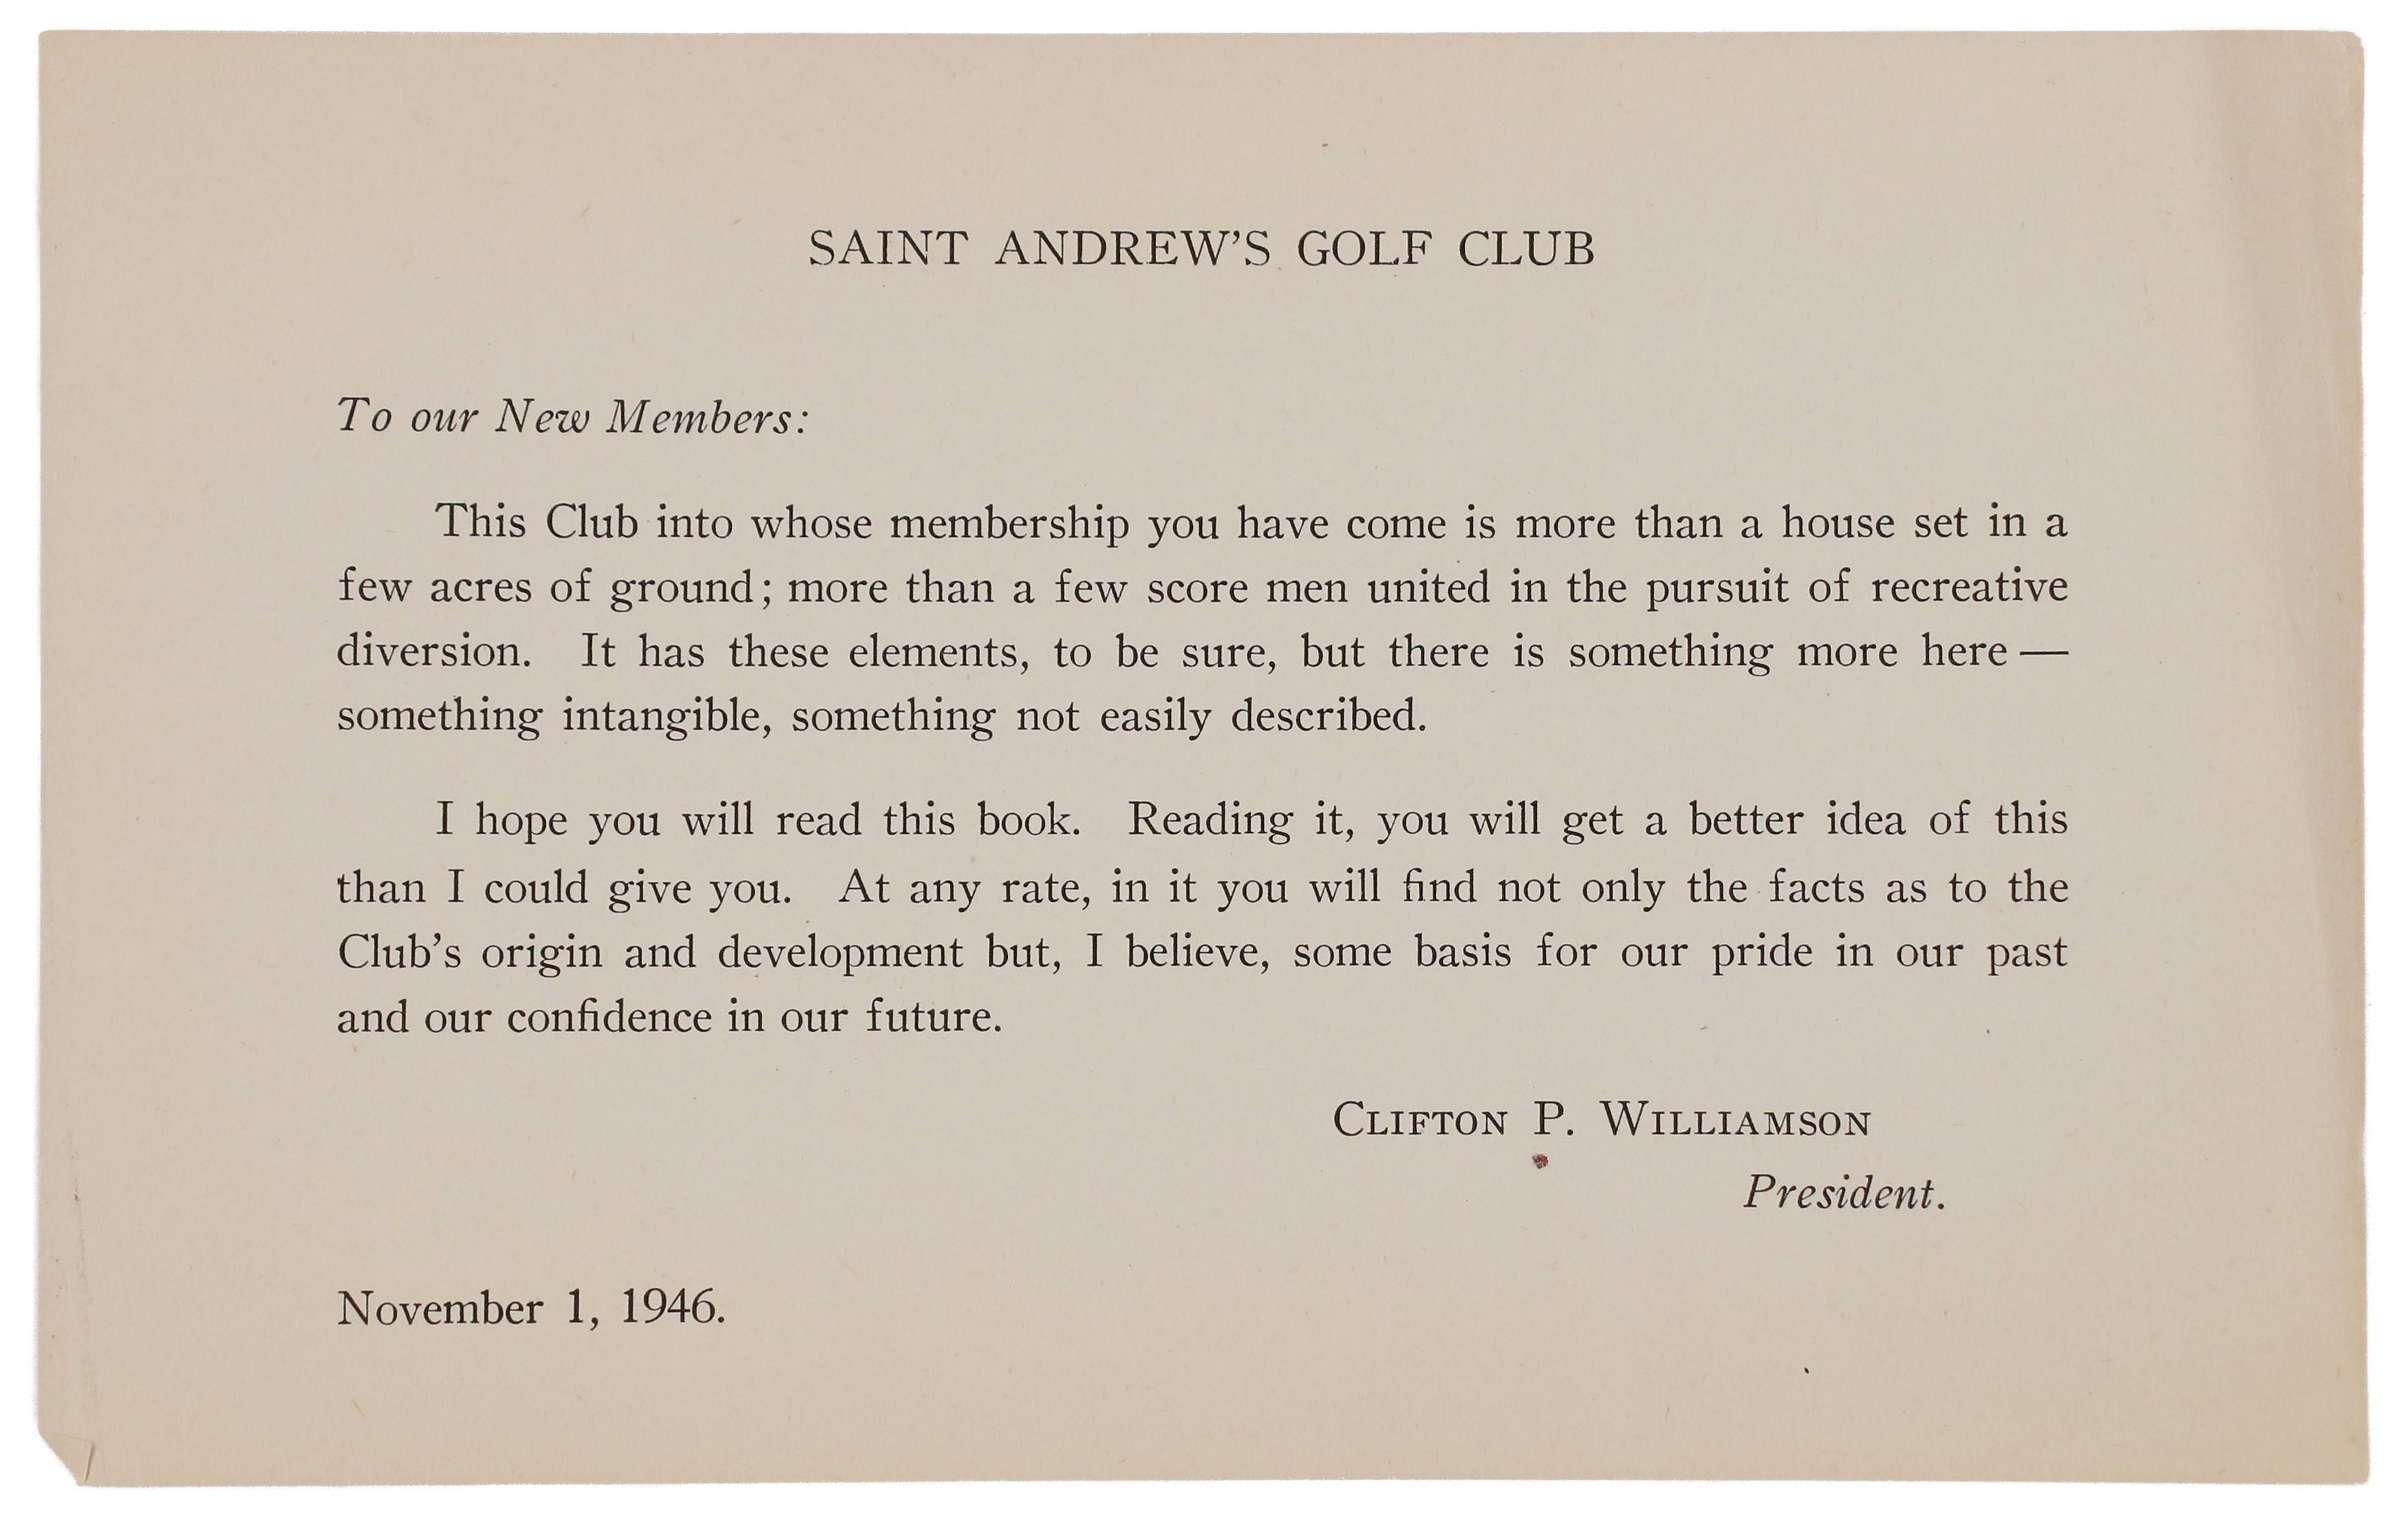 SAINT ANDREW'S GOLF CLUB
To our New Members:
This Club into whose membership you have come is more than a house set in a
few acres of ground; more than a few score men united in the pursuit of recreative
diversion. It has these elements, to be sure, but there is something more here —
something intangible, something not easily described.
I hope you will read this book. Reading it, you will get a better idea of this
than I could give you. At any rate, in it you will find not only the facts as to the
Club's origin and development but, I believe, some basis for our pride in our past
and our confidence in our future.
CLIFTON P. WILLIAMSON
President.
November 1, 1946.